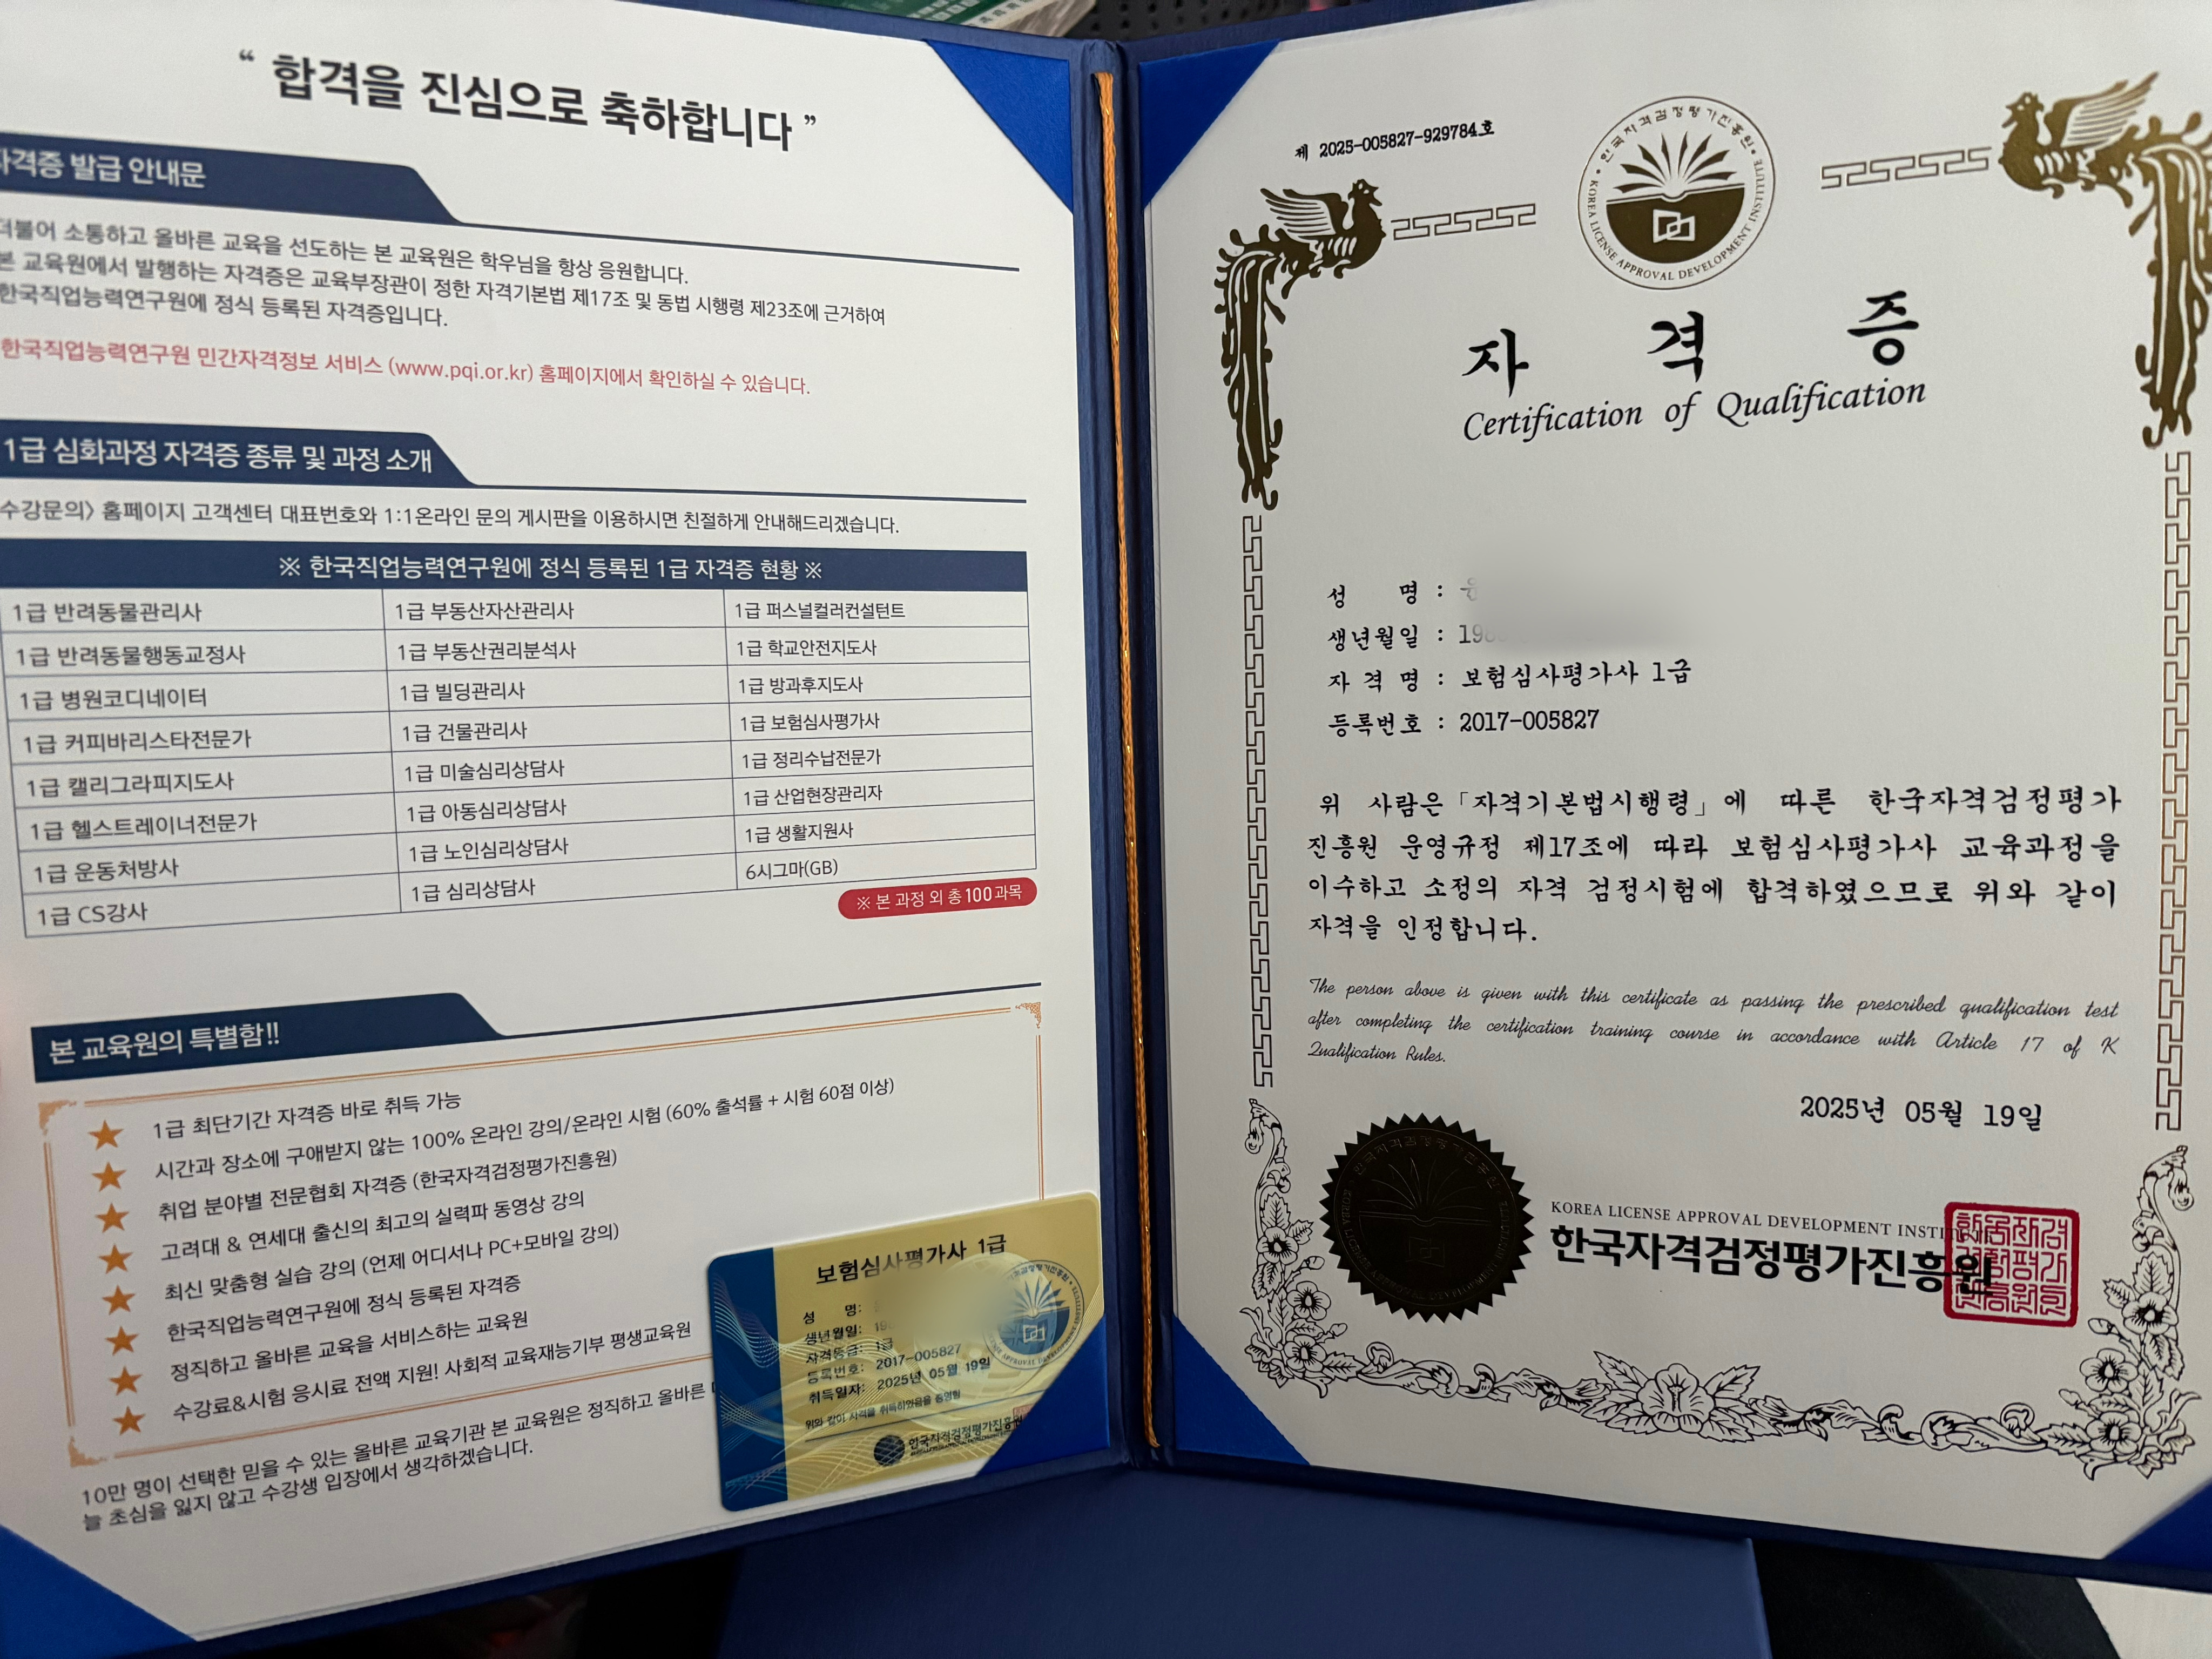 “ 합격을 진심으로 축하합니다 ”
자격증 발급 안내문
더불어 소통하고 올바른 교육을 선도하는 본 교육원은 학우님을 항상 응원합니다.
본 교육원에서 발행하는 자격증은 교육부장관이 정한 자격기본법 제17조 및 동법 시행령 제23조에 근거하여
한국직업능력연구원에 정식 등록된 자격증입니다.
한국직업능력연구원 민간자격정보 서비스 (www.pqi.or.kr) 홈페이지에서 확인하실 수 있습니다.
1급 심화과정 자격증 종류 및 과정 소개
수강문의> 홈페이지 고객센터 대표번호와 1:1온라인 문의 게시판을 이용하시면 친절하게 안내해드리겠습니다.
※ 한국직업능력연구원에 정식 등록된 1급 자격증 현황 ※
1급 반려동물관리사 1급 부동산자산관리사 1급 퍼스널컬러컨설턴트
1급 반려동물행동교정사 1급 부동산권리분석사 1급 학교안전지도사
1급 병원코디네이터 1급 빌딩관리사 1급 방과후지도사
1급 커피바리스타전문가 1급 건물관리사 1급 보험심사평가사
1급 캘리그라피지도사 1급 미술심리상담사 1급 정리수납전문가
1급 헬스트레이너전문가 1급 아동심리상담사 1급 산업현장관리자
1급 운동처방사 1급 노인심리상담사 1급 생활지원사
1급 CS강사 1급 심리상담사 6시그마(GB)
※ 본 과정 외 총 100과목
본 교육원의 특별함!!
1급 최단기간 자격증 바로 취득 가능
시간과 장소에 구애받지 않는 100% 온라인 강의/온라인 시험 (60% 출석률 + 시험 60점 이상)
취업 분야별 전문협회 자격증 (한국자격검정평가진흥원)
고려대 & 연세대 출신의 최고의 실력파 동영상 강의
최신 맞춤형 실습 강의 (언제 어디서나 PC+모바일 강의)
한국직업능력연구원에 정식 등록된 자격증
정직하고 올바른 교육을 서비스하는 교육원
수강료&시험 응시료 전액 지원! 사회적 교육재능기부 평생교육원
10만 명이 선택한 믿을 수 있는 올바른 교육기관 본 교육원은 정직하고 올바른
늘 초심을 잃지 않고 수강생 입장에서 생각하겠습니다.
보험심사평가사 1급
성 명:
생년월일: 19
자격등급: 1급
등록번호: 2017-005827
취득일자: 2025년 05월 19일
위와 같이 자격을 취득하였음을 증명함
한국자격검정평가진흥원
제 2025-005827-929784호
한국자격검정평가진흥원
KOREA LICENSE APPROVAL DEVELOPMENT INSTITUTE
자 격 증
Certification of Qualification
성 명 :
생년월일 : 198
자 격 명 : 보험심사평가사 1급
등록번호 : 2017-005827
위 사람은 「자격기본법시행령」에 따른 한국자격검정평가
진흥원 운영규정 제17조에 따라 보험심사평가사 교육과정을
이수하고 소정의 자격 검정시험에 합격하였으므로 위와 같이
자격을 인정합니다.
The person above is given with this certificate as passing the prescribed qualification test
after completing the certification training course in accordance with Article 17 of K
Qualification Rules.
2025년 05월 19일
KOREA LICENSE APPROVAL DEVELOPMENT INSTITUTE
한국자격검정평가진흥원